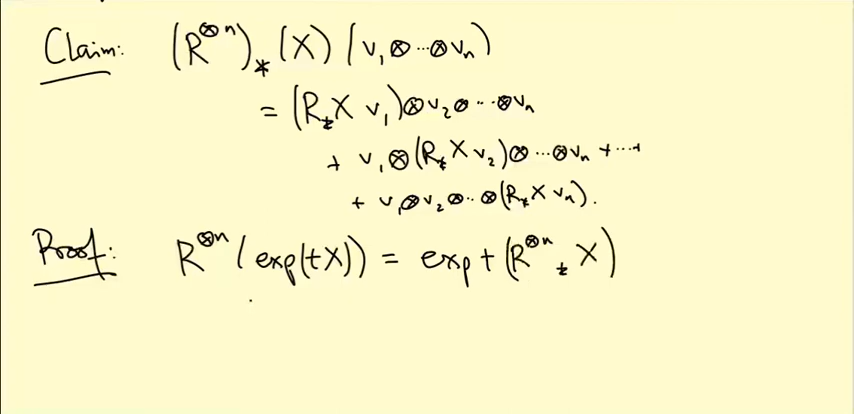 Claim: (R^{⊗n})_* (X) (v_1 ⊗ ··· ⊗ v_n)
= (R_* X v_1) ⊗ v_2 ⊗ ··· ⊗ v_n
+ v_1 ⊗ (R_* X v_2) ⊗ ··· ⊗ v_n + ··· +
+ v_1 ⊗ v_2 ⊗ ·· ⊗ (R_* X v_n).
Proof: R^{⊗n} (exp(tX)) = exp t (R^{⊗n}_* X)